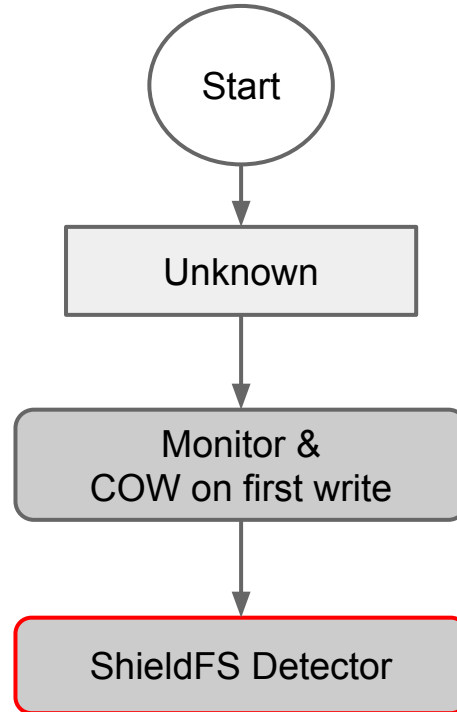 Start
Unknown
Monitor &
COW on first write
ShieldFS Detector